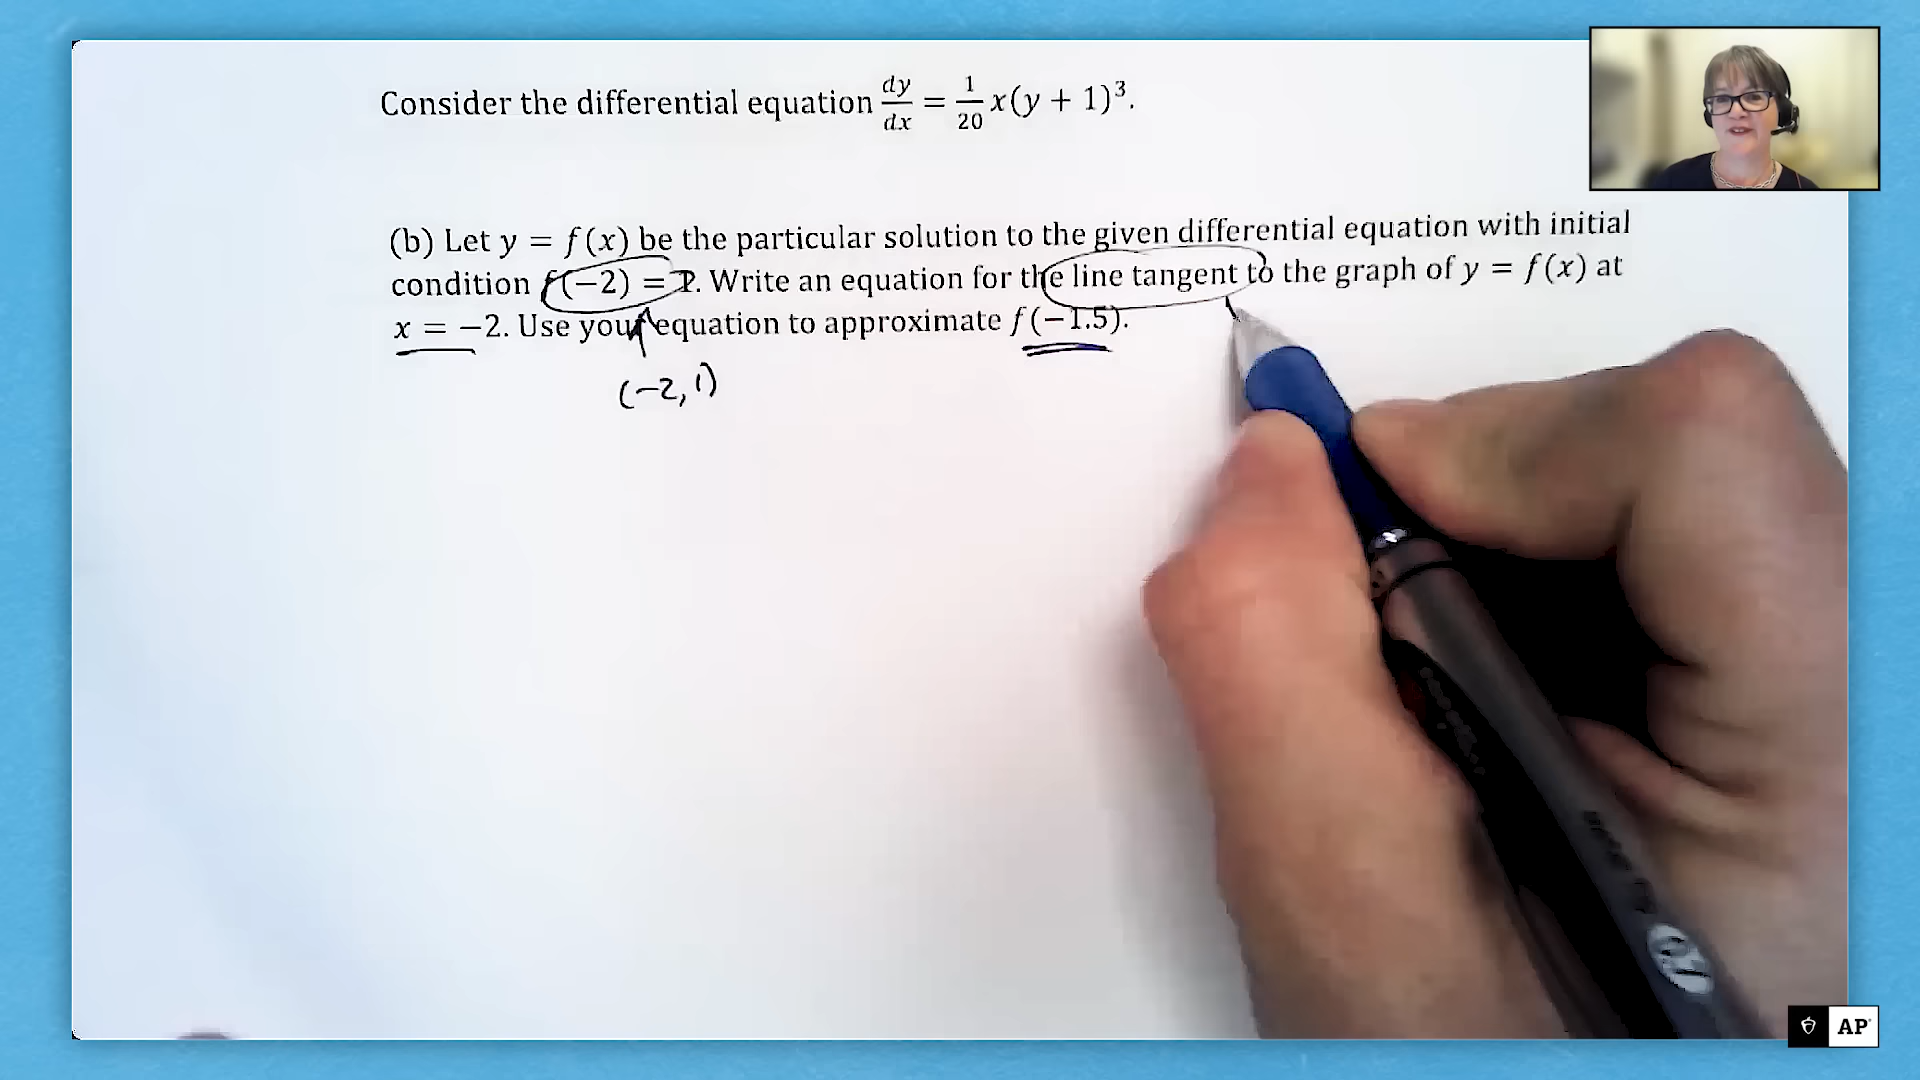 Consider the differential equation dy/dx = 1/20 x(y + 1)³.
(b) Let y = f(x) be the particular solution to the given differential equation with initial
condition f(−2) = 1. Write an equation for the line tangent to the graph of y = f(x) at
x = −2. Use your equation to approximate f(−1.5).
(-2, 1)
AP